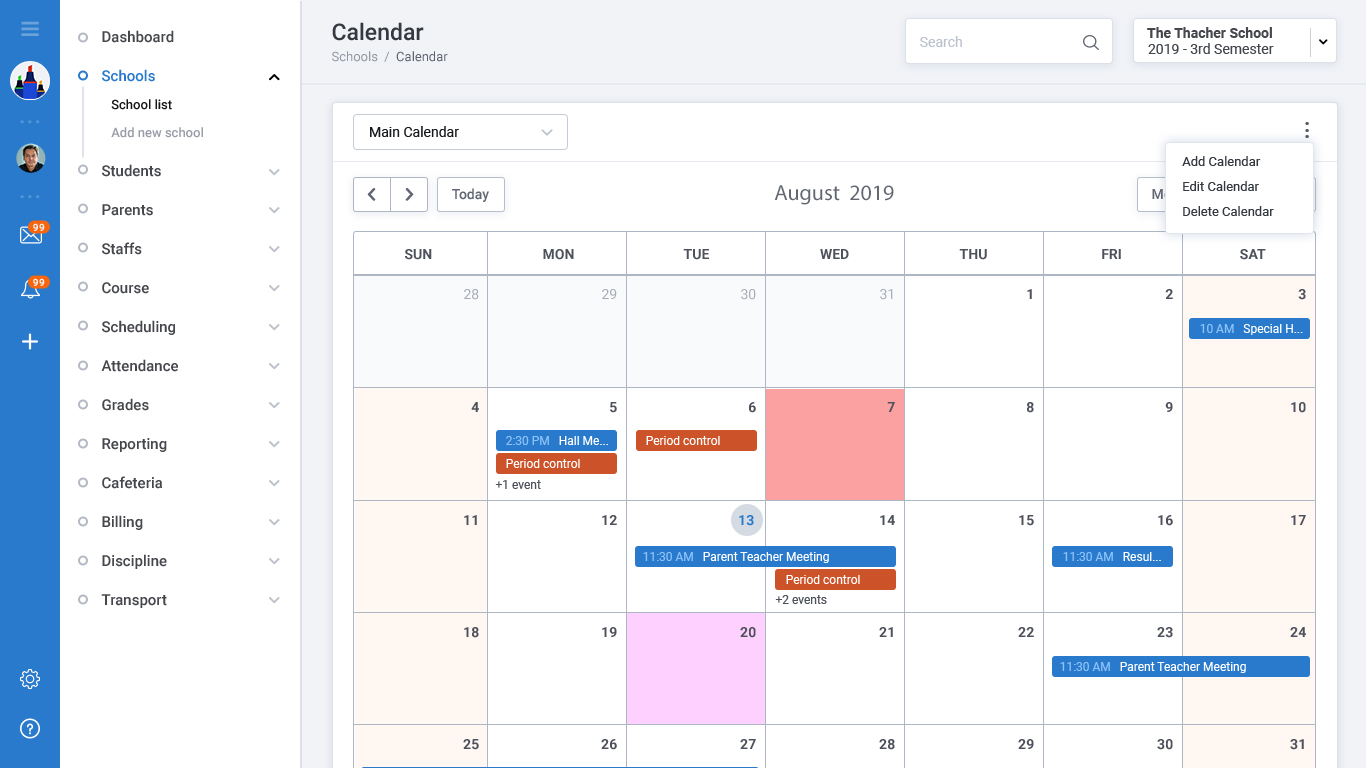 99
99
Dashboard
Schools
School list
Add new school
Students
Parents
Staffs
Course
Scheduling
Attendance
Grades
Reporting
Cafeteria
Billing
Discipline
Transport
Calendar
Schools / Calendar
Search
The Thacher School
2019 - 3rd Semester
Main Calendar
Add Calendar
Edit Calendar
Delete Calendar
Today
August 2019
SUN MON TUE WED THU FRI SAT
28 29 30 31 1 2 3
10 AM Special H...
4 5 6 7 8 9 10
2:30 PM Hall Me... Period control
Period control
+1 event
11 12 13 14 15 16 17
11:30 AM Parent Teacher Meeting 11:30 AM Resul...
Period control
+2 events
18 19 20 21 22 23 24
11:30 AM Parent Teacher Meeting
25 26 27 28 29 30 31